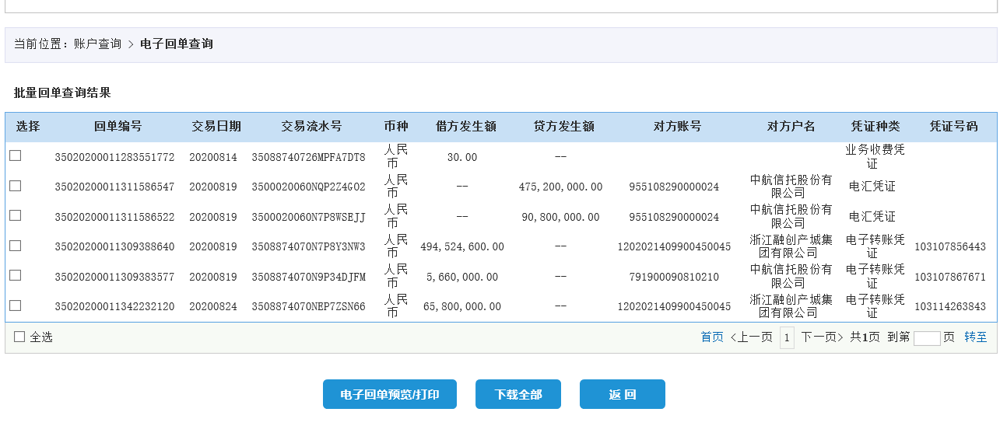 当前位置：账户查询 > 电子回单查询
批量回单查询结果
选择 回单编号 交易日期 交易流水号 币种 借方发生额 贷方发生额 对方账号 对方户名 凭证种类 凭证号码
35020200011283551772 20200814 35088740726MPFA7DT8 人民币 30.00 -- 业务收费凭证
35020200011311586547 20200819 3500020060NQP2Z4GO2 人民币 -- 475,200,000.00 955108290000024 中航信托股份有限公司 电汇凭证
35020200011311586522 20200819 3500020060N7P8WSEJJ 人民币 -- 90,800,000.00 955108290000024 中航信托股份有限公司 电汇凭证
35020200011309388640 20200819 3508874070N7P8Y3NW3 人民币 494,524,600.00 -- 1202021409900450045 浙江融创产城集团有限公司 电子转账凭证 103107856443
35020200011309383577 20200819 3508874070N9P34DJFM 人民币 5,660,000.00 -- 791900090810210 中航信托股份有限公司 电子转账凭证 103107867671
35020200011342232120 20200824 3508874070NEP7ZSN66 人民币 65,800,000.00 -- 1202021409900450045 浙江融创产城集团有限公司 电子转账凭证 103114263843
全选 首页 <上一页 1 下一页> 共1页 到第 页 转至
电子回单预览/打印 下载全部 返 回